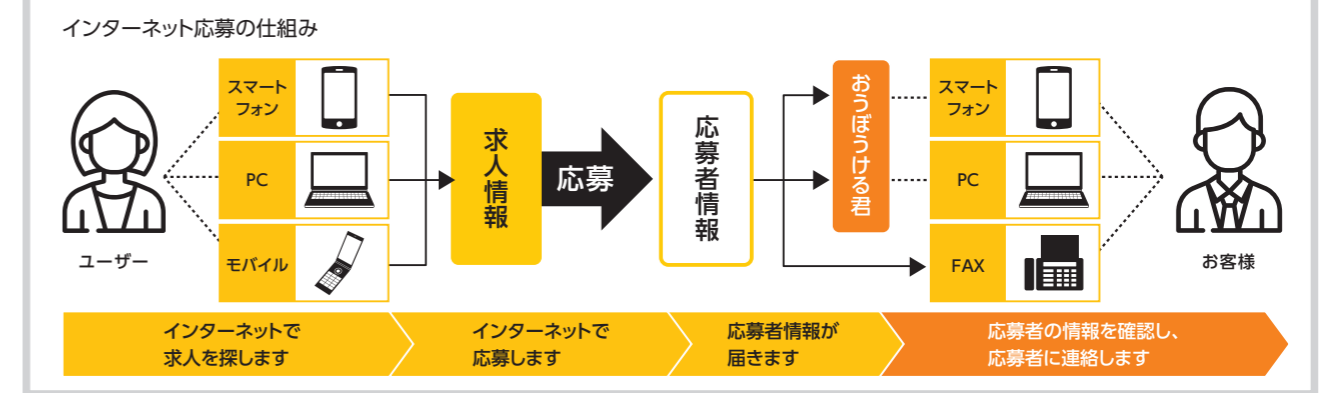 インターネット応募の仕組み
スマート
フォン
PC
モバイル
ユーザー
求人情報
応募
応募者情報
おうぼうける君
スマート
フォン
PC
FAX
お客様
インターネットで
求人を探します
インターネットで
応募します
応募者情報が
届きます
応募者の情報を確認し、
応募者に連絡します